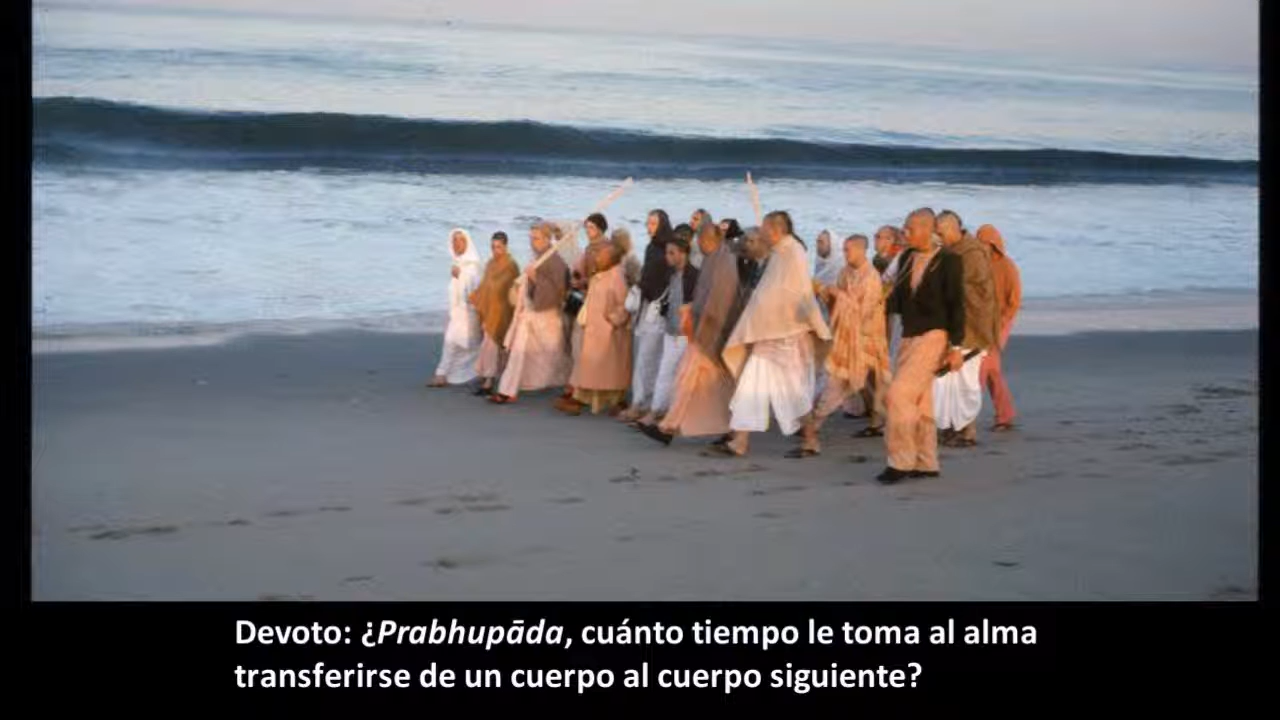 Devoto: ¿Prabhupāda, cuánto tiempo le toma al alma
transferirse de un cuerpo al cuerpo siguiente?